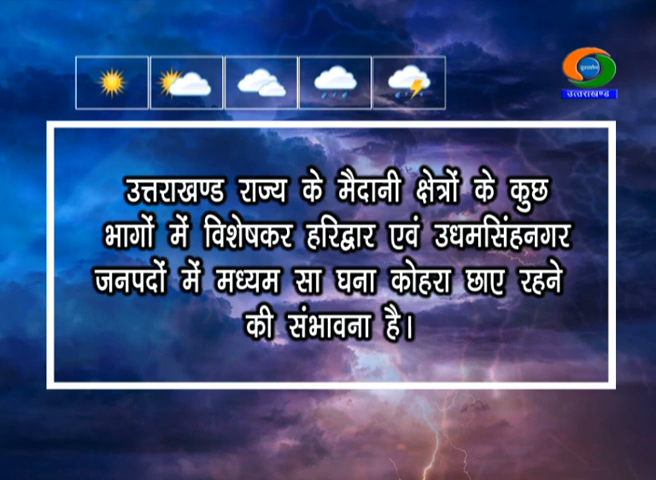 उत्तराखण्ड
उत्तराखण्ड राज्य के मैदानी क्षेत्रों के कुछ
भागों में विशेषकर हरिद्वार एवं उधमसिंहनगर
जनपदों में मध्यम सा घना कोहरा छाए रहने
की संभावना है।